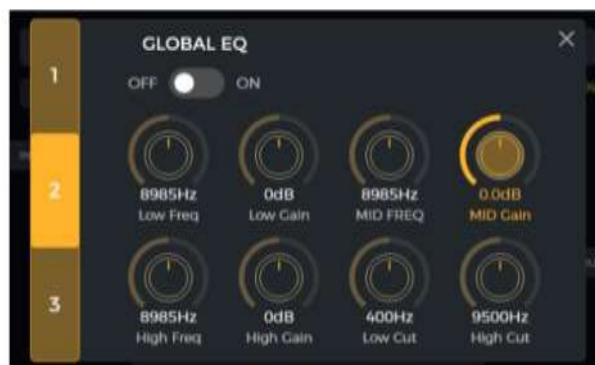 GLOBAL EQ
OFF ON
1
2
3
8985Hz 0dB 8985Hz 0.0dB
Low Freq Low Gain MID FREQ MID Gain
8985Hz 0dB 400Hz 9500Hz
High Freq High Gain Low Cut High Cut